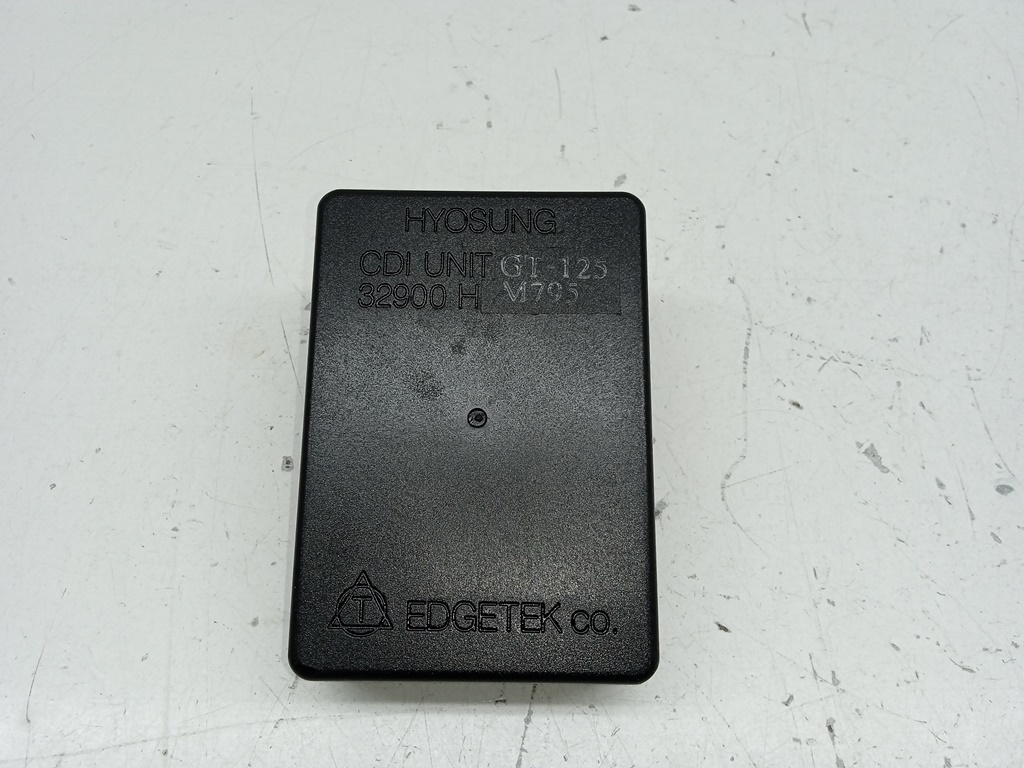 HYOSUNG
CDI UNIT GT-125
32900 H M795
T EDGETEK CO.